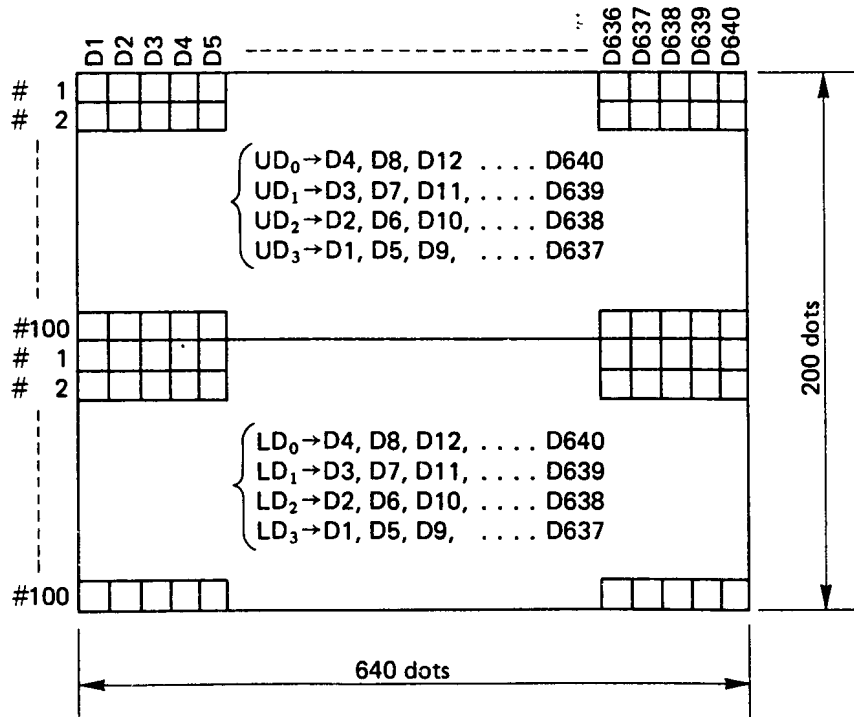 D1 D2 D3 D4 D5 D636 D637 D638 D639 D640
# 1
# 2
UD₀→D4, D8, D12 .... D640
UD₁→D3, D7, D11, .... D639
UD₂→D2, D6, D10, .... D638
UD₃→D1, D5, D9, .... D637
#100
# 1
# 2
200 dots
LD₀→D4, D8, D12, .... D640
LD₁→D3, D7, D11, .... D639
LD₂→D2, D6, D10, .... D638
LD₃→D1, D5, D9, .... D637
#100
640 dots